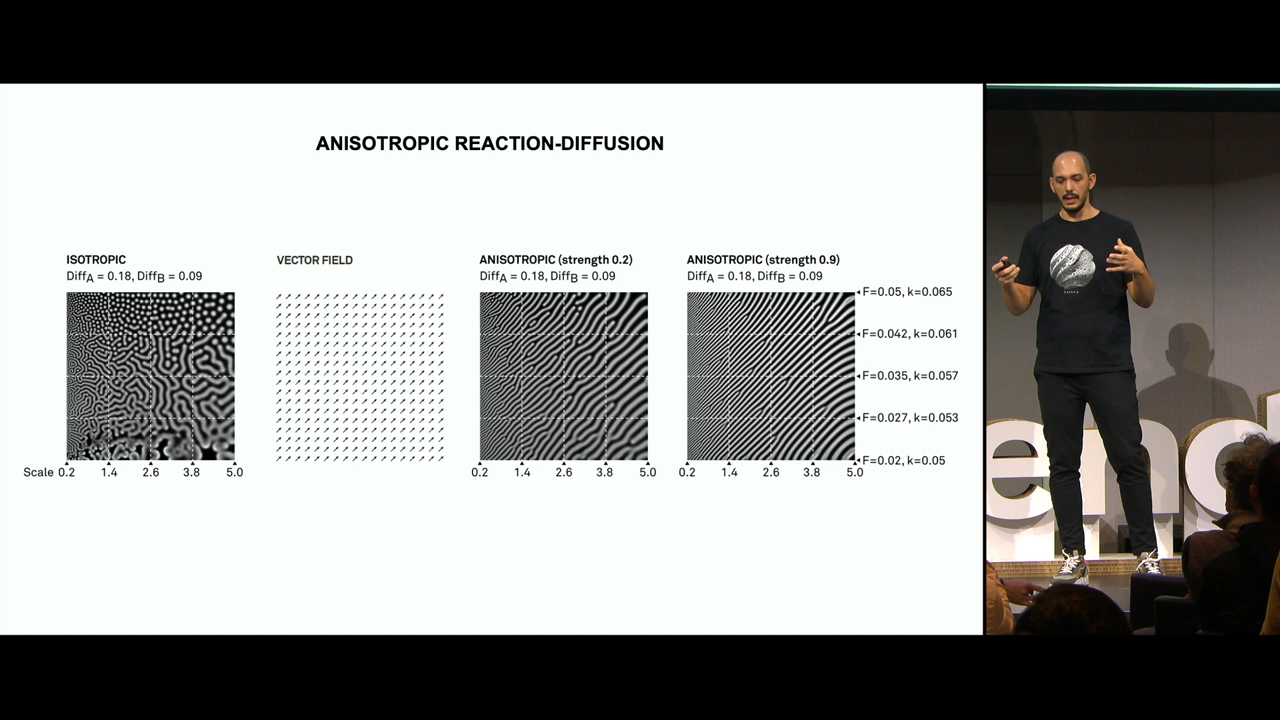 ANISOTROPIC REACTION-DIFFUSION
ISOTROPIC
DiffA = 0.18, DiffB = 0.09
VECTOR FIELD
ANISOTROPIC (strength 0.2)
DiffA = 0.18, DiffB = 0.09
ANISOTROPIC (strength 0.9)
DiffA = 0.18, DiffB = 0.09
F=0.05, k=0.065
F=0.042, k=0.061
F=0.035, k=0.057
F=0.027, k=0.053
F=0.02, k=0.05
Scale 0.2 1.4 2.6 3.8 5.0
0.2 1.4 2.6 3.8 5.0
0.2 1.4 2.6 3.8 5.0
en